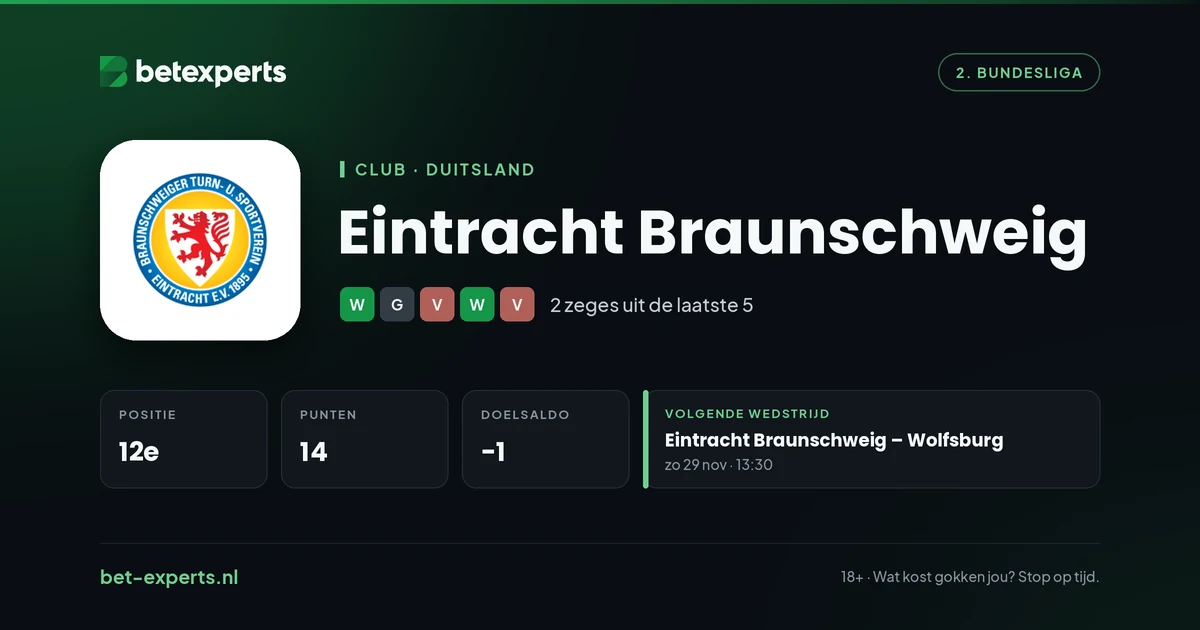 betexperts
2. BUNDESLIGA
BRAUNSCHWEIGER TURN- U. SPORTVEREIN
• EINTRACHT E.V. 1895 •
CLUB · DUITSLAND
Eintracht Braunschweig
W G V W V 2 zeges uit de laatste 5
POSITIE
12e
PUNTEN
14
DOELSALDO
−1
VOLGENDE WEDSTRIJD
Eintracht Braunschweig – Wolfsburg
zo 29 nov · 13:30
bet-experts.nl
18+ · Wat kost gokken jou? Stop op tijd.